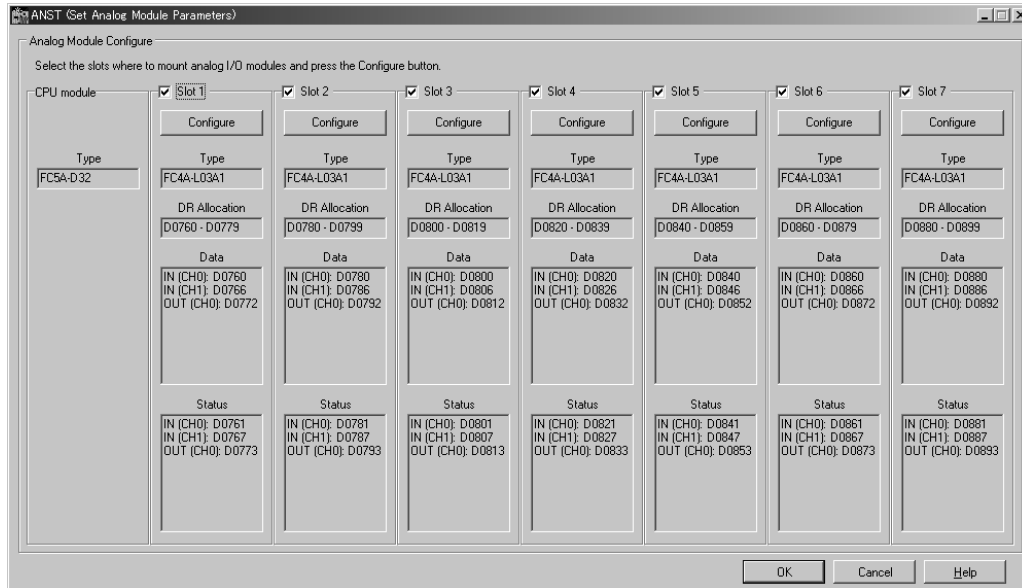 ANST (Set Analog Module Parameters)
Analog Module Configure
Select the slots where to mount analog I/O modules and press the Configure button.
CPU module
Type
FC5A-D32
Slot 1
Configure
Type
FC4A-L03A1
DR Allocation
D0760 - D0779
Data
IN (CH0): D0760
IN (CH1): D0766
OUT (CH0): D0772
Status
IN (CH0): D0761
IN (CH1): D0767
OUT (CH0): D0773
Slot 2
Configure
Type
FC4A-L03A1
DR Allocation
D0780 - D0799
Data
IN (CH0): D0780
IN (CH1): D0786
OUT (CH0): D0792
Status
IN (CH0): D0781
IN (CH1): D0787
OUT (CH0): D0793
Slot 3
Configure
Type
FC4A-L03A1
DR Allocation
D0800 - D0819
Data
IN (CH0): D0800
IN (CH1): D0806
OUT (CH0): D0812
Status
IN (CH0): D0801
IN (CH1): D0807
OUT (CH0): D0813
Slot 4
Configure
Type
FC4A-L03A1
DR Allocation
D0820 - D0839
Data
IN (CH0): D0820
IN (CH1): D0826
OUT (CH0): D0832
Status
IN (CH0): D0821
IN (CH1): D0827
OUT (CH0): D0833
Slot 5
Configure
Type
FC4A-L03A1
DR Allocation
D0840 - D0859
Data
IN (CH0): D0840
IN (CH1): D0846
OUT (CH0): D0852
Status
IN (CH0): D0841
IN (CH1): D0847
OUT (CH0): D0853
Slot 6
Configure
Type
FC4A-L03A1
DR Allocation
D0860 - D0879
Data
IN (CH0): D0860
IN (CH1): D0866
OUT (CH0): D0872
Status
IN (CH0): D0861
IN (CH1): D0867
OUT (CH0): D0873
Slot 7
Configure
Type
FC4A-L03A1
DR Allocation
D0880 - D0899
Data
IN (CH0): D0880
IN (CH1): D0886
OUT (CH0): D0892
Status
IN (CH0): D0881
IN (CH1): D0887
OUT (CH0): D0893
OK
Cancel
Help